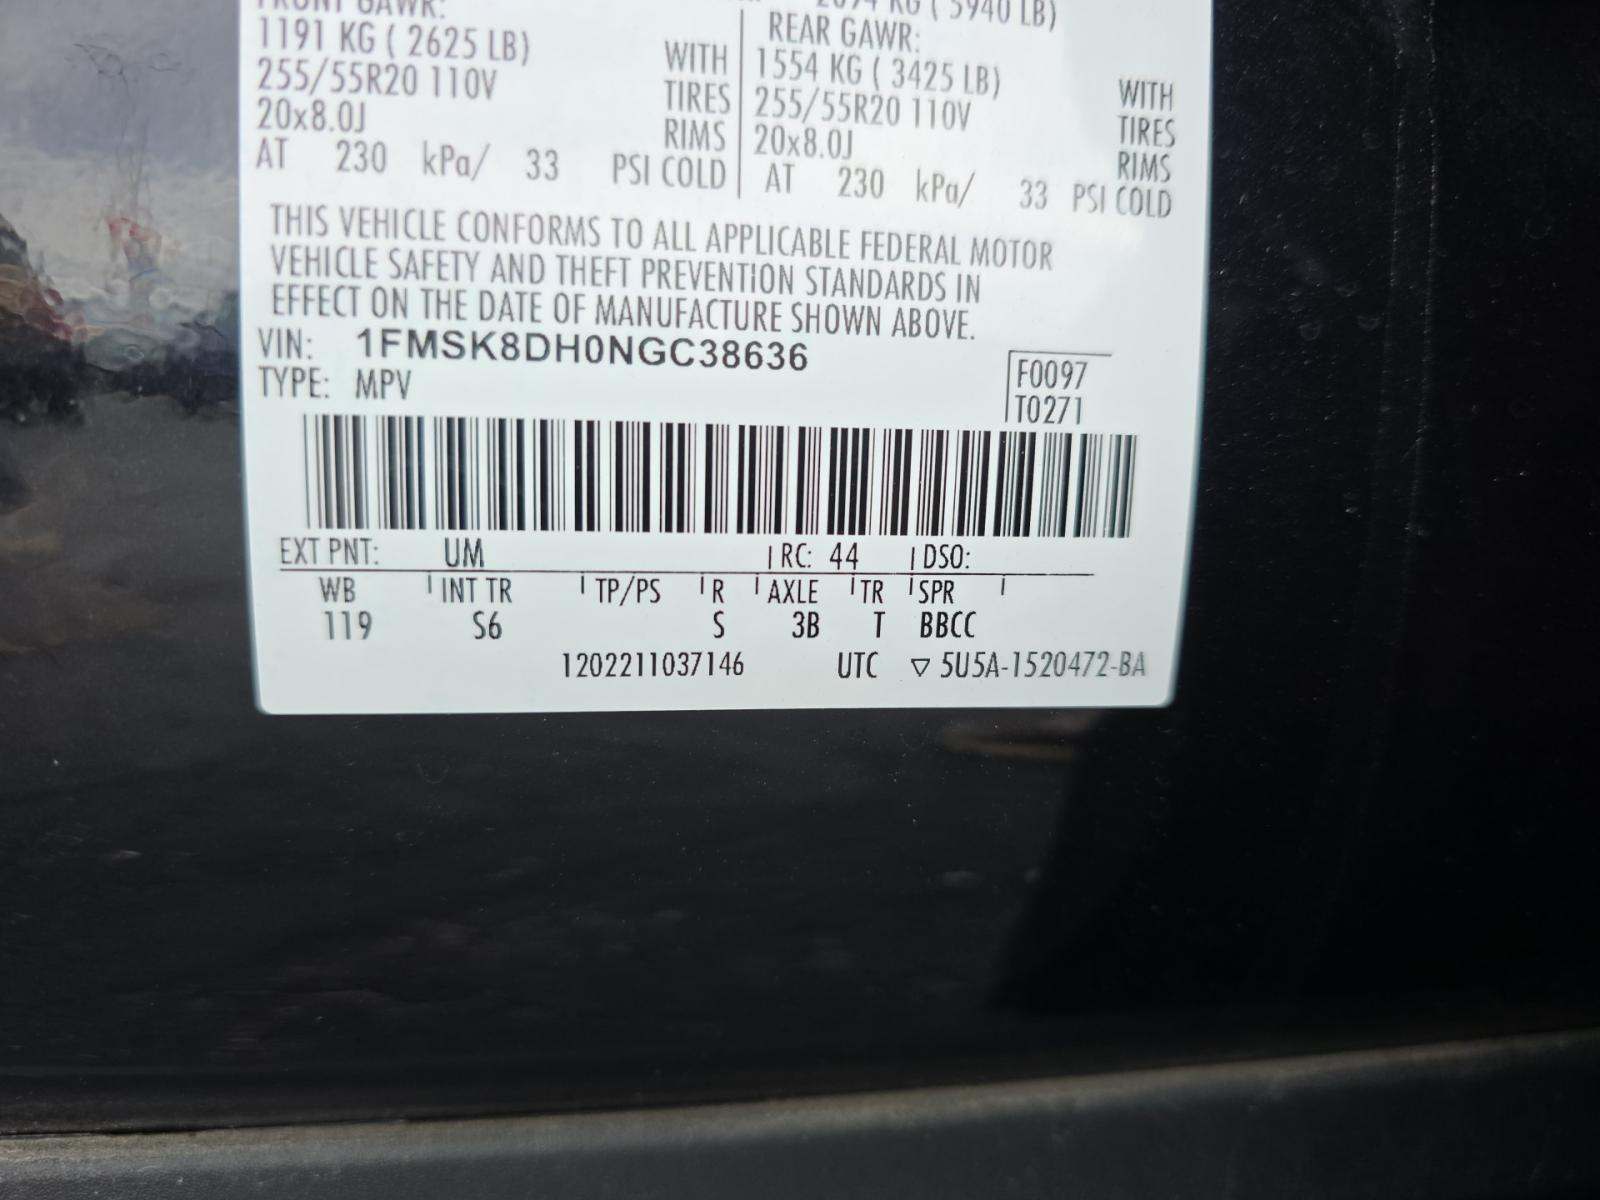 FRONT GAWR:
1191 KG ( 2625 LB) WITH
255/55R20 110V TIRES
20x8.0J RIMS
AT 230 kPa/ 33 PSI COLD
( 5940 LB)
REAR GAWR:
1554 KG ( 3425 LB) WITH
255/55R20 110V TIRES
20x8.0J RIMS
AT 230 kPa/ 33 PSI COLD
THIS VEHICLE CONFORMS TO ALL APPLICABLE FEDERAL MOTOR
VEHICLE SAFETY AND THEFT PREVENTION STANDARDS IN
EFFECT ON THE DATE OF MANUFACTURE SHOWN ABOVE.
VIN: 1FMSK8DH0NGC38636
TYPE: MPV
F0097
T0271
EXT PNT: UM RC: 44 DSO:
WB INT TR TP/PS R AXLE TR SPR
119 S6 S 3B T BBCC
1202211037146 UTC ▽ 5U5A-1520472-BA